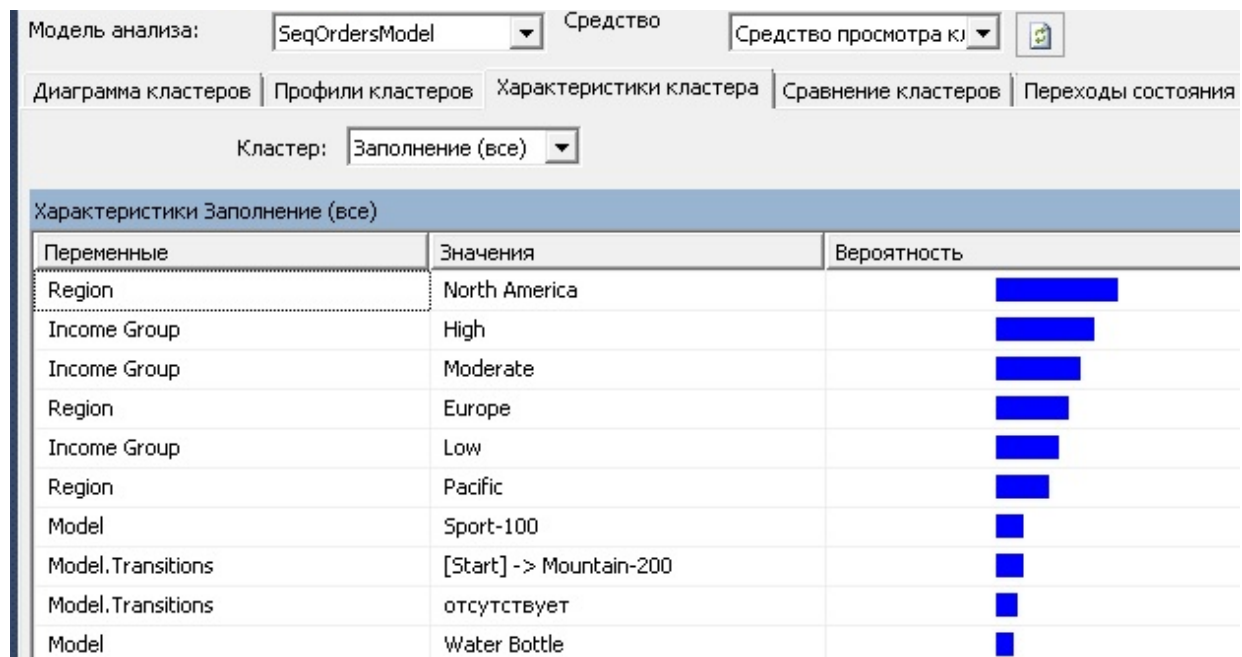 Модель анализа: SeqOrdersModel Средство Средство просмотра кл
Диаграмма кластеров Профили кластеров Характеристики кластера Сравнение кластеров Переходы состояния
Кластер: Заполнение (все)
Характеристики Заполнение (все)
Переменные Значения Вероятность
Region North America
Income Group High
Income Group Moderate
Region Europe
Income Group Low
Region Pacific
Model Sport-100
Model.Transitions [Start] -> Mountain-200
Model.Transitions отсутствует
Model Water Bottle